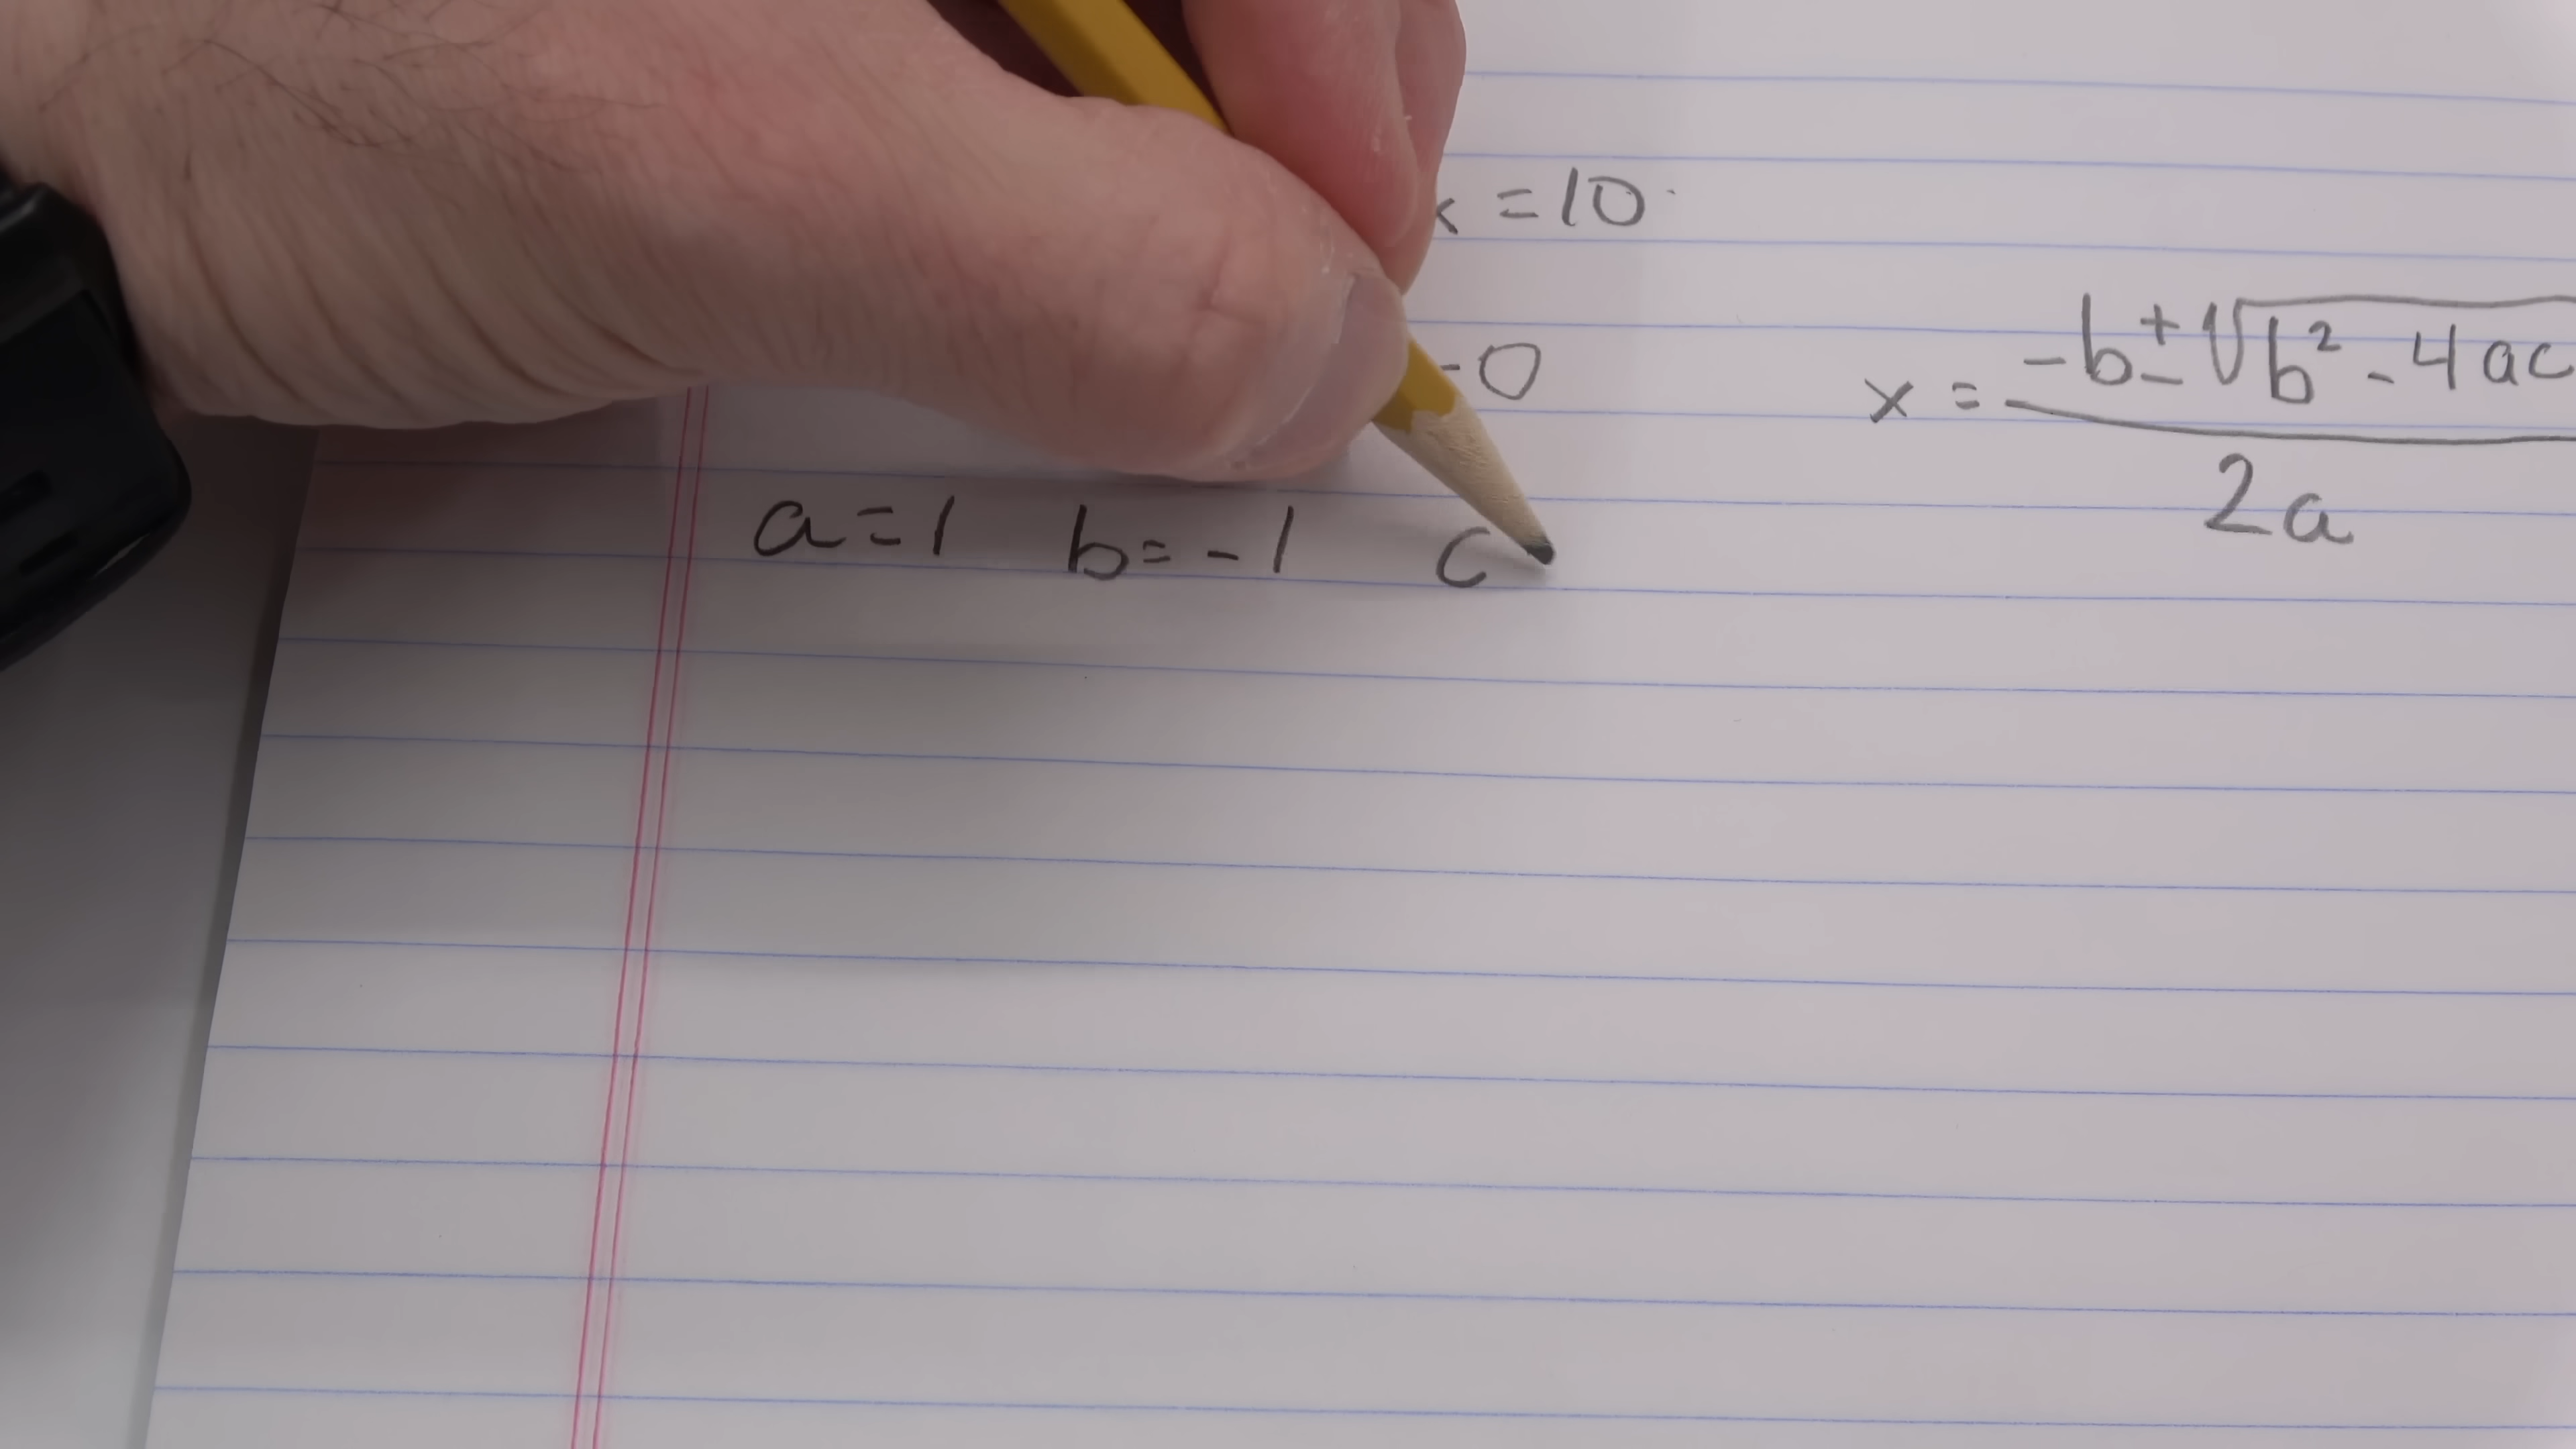 x = 10
- 0
x = -b ± √b² - 4ac
2a
a = 1 b = -1 c